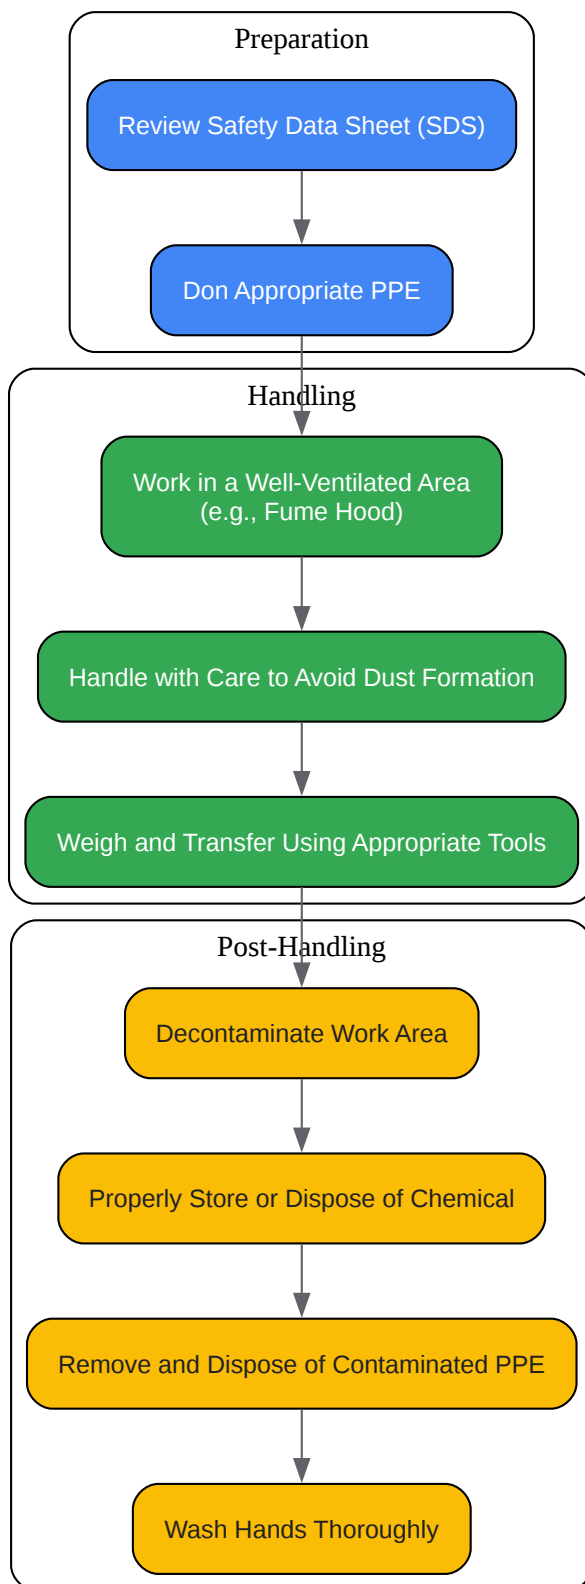 Preparation
Review Safety Data Sheet (SDS)
Don Appropriate PPE
Handling
Work in a Well-Ventilated Area
(e.g., Fume Hood)
Handle with Care to Avoid Dust Formation
Weigh and Transfer Using Appropriate Tools
Post-Handling
Decontaminate Work Area
Properly Store or Dispose of Chemical
Remove and Dispose of Contaminated PPE
Wash Hands Thoroughly